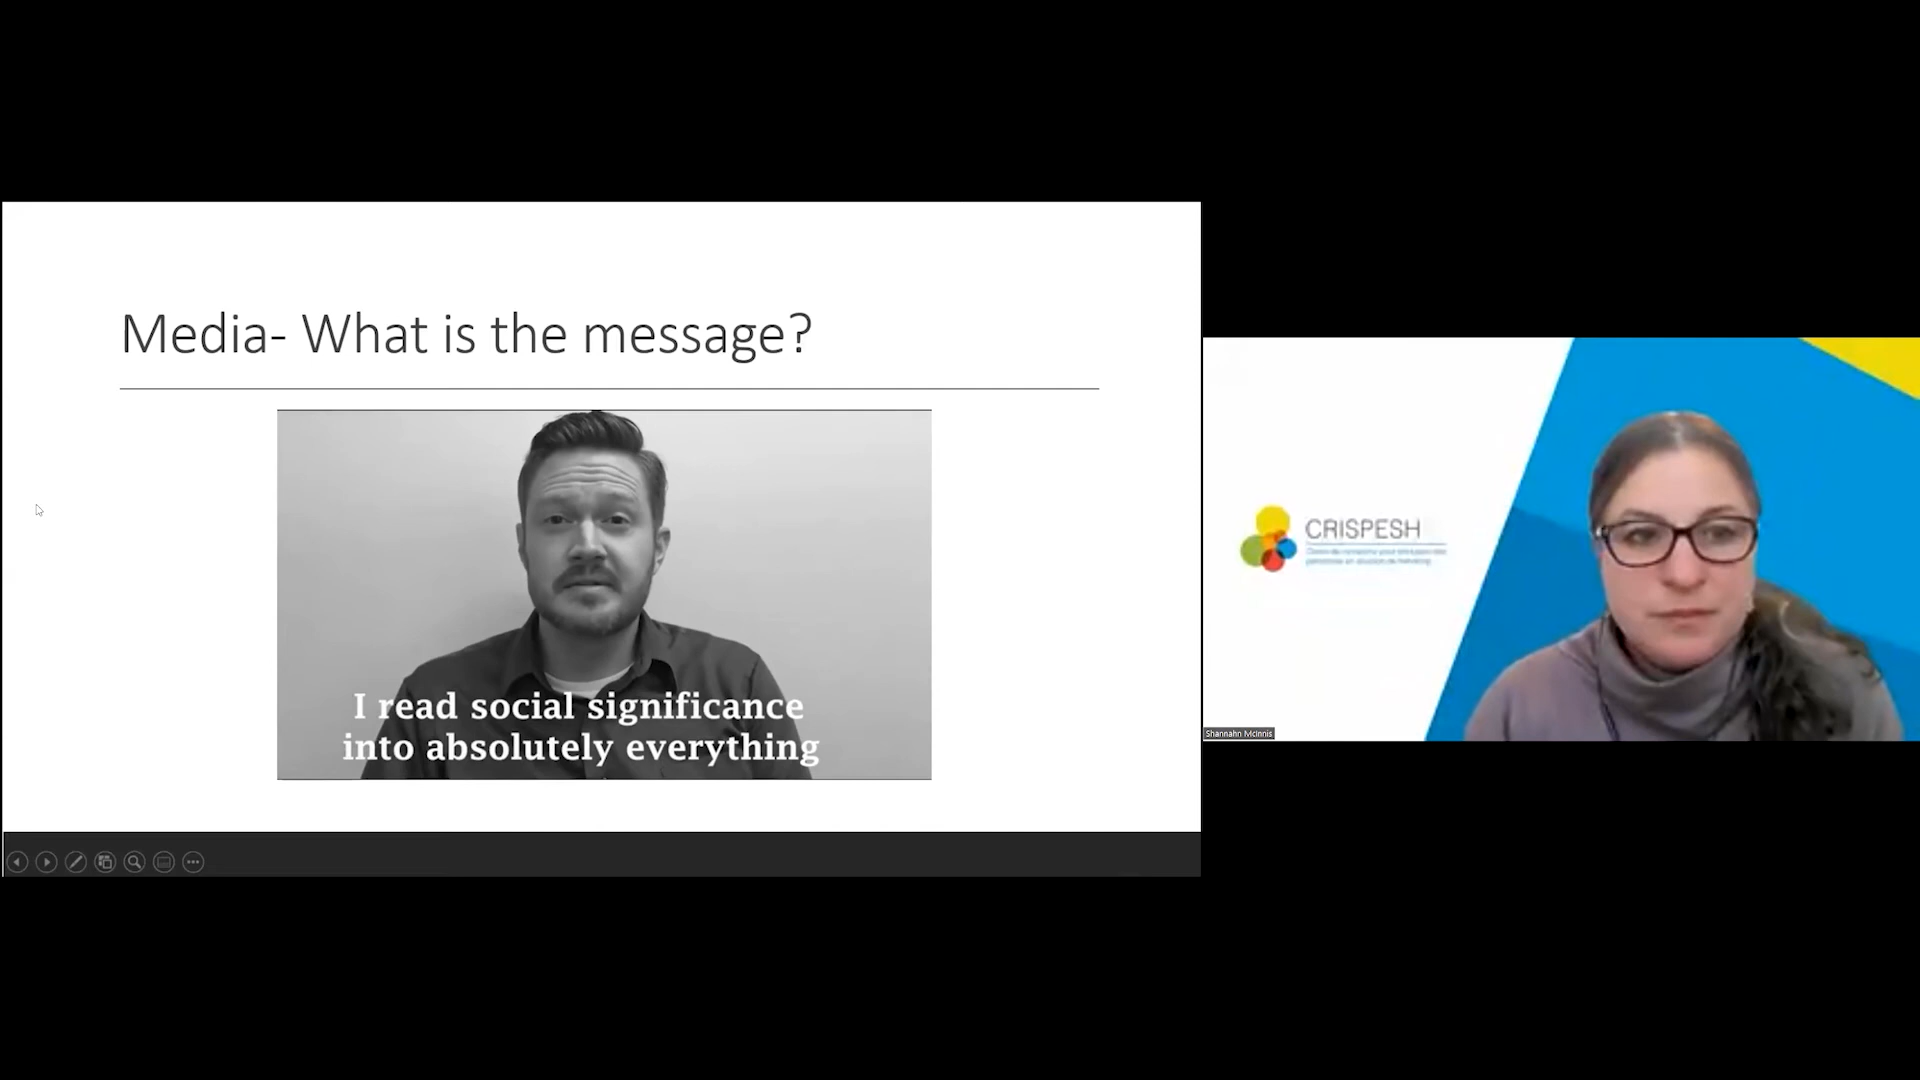 Media- What is the message?
I read social significance
into absolutely everything
CRISPESH
Shannahn McInnis